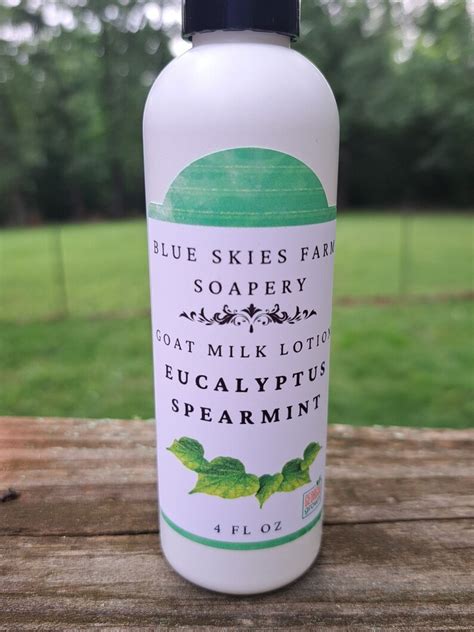 BLUE SKIES FARM
SOAPERY
GOAT MILK LOTION
EUCALYPTUS
SPEARMINT
4 FL OZ